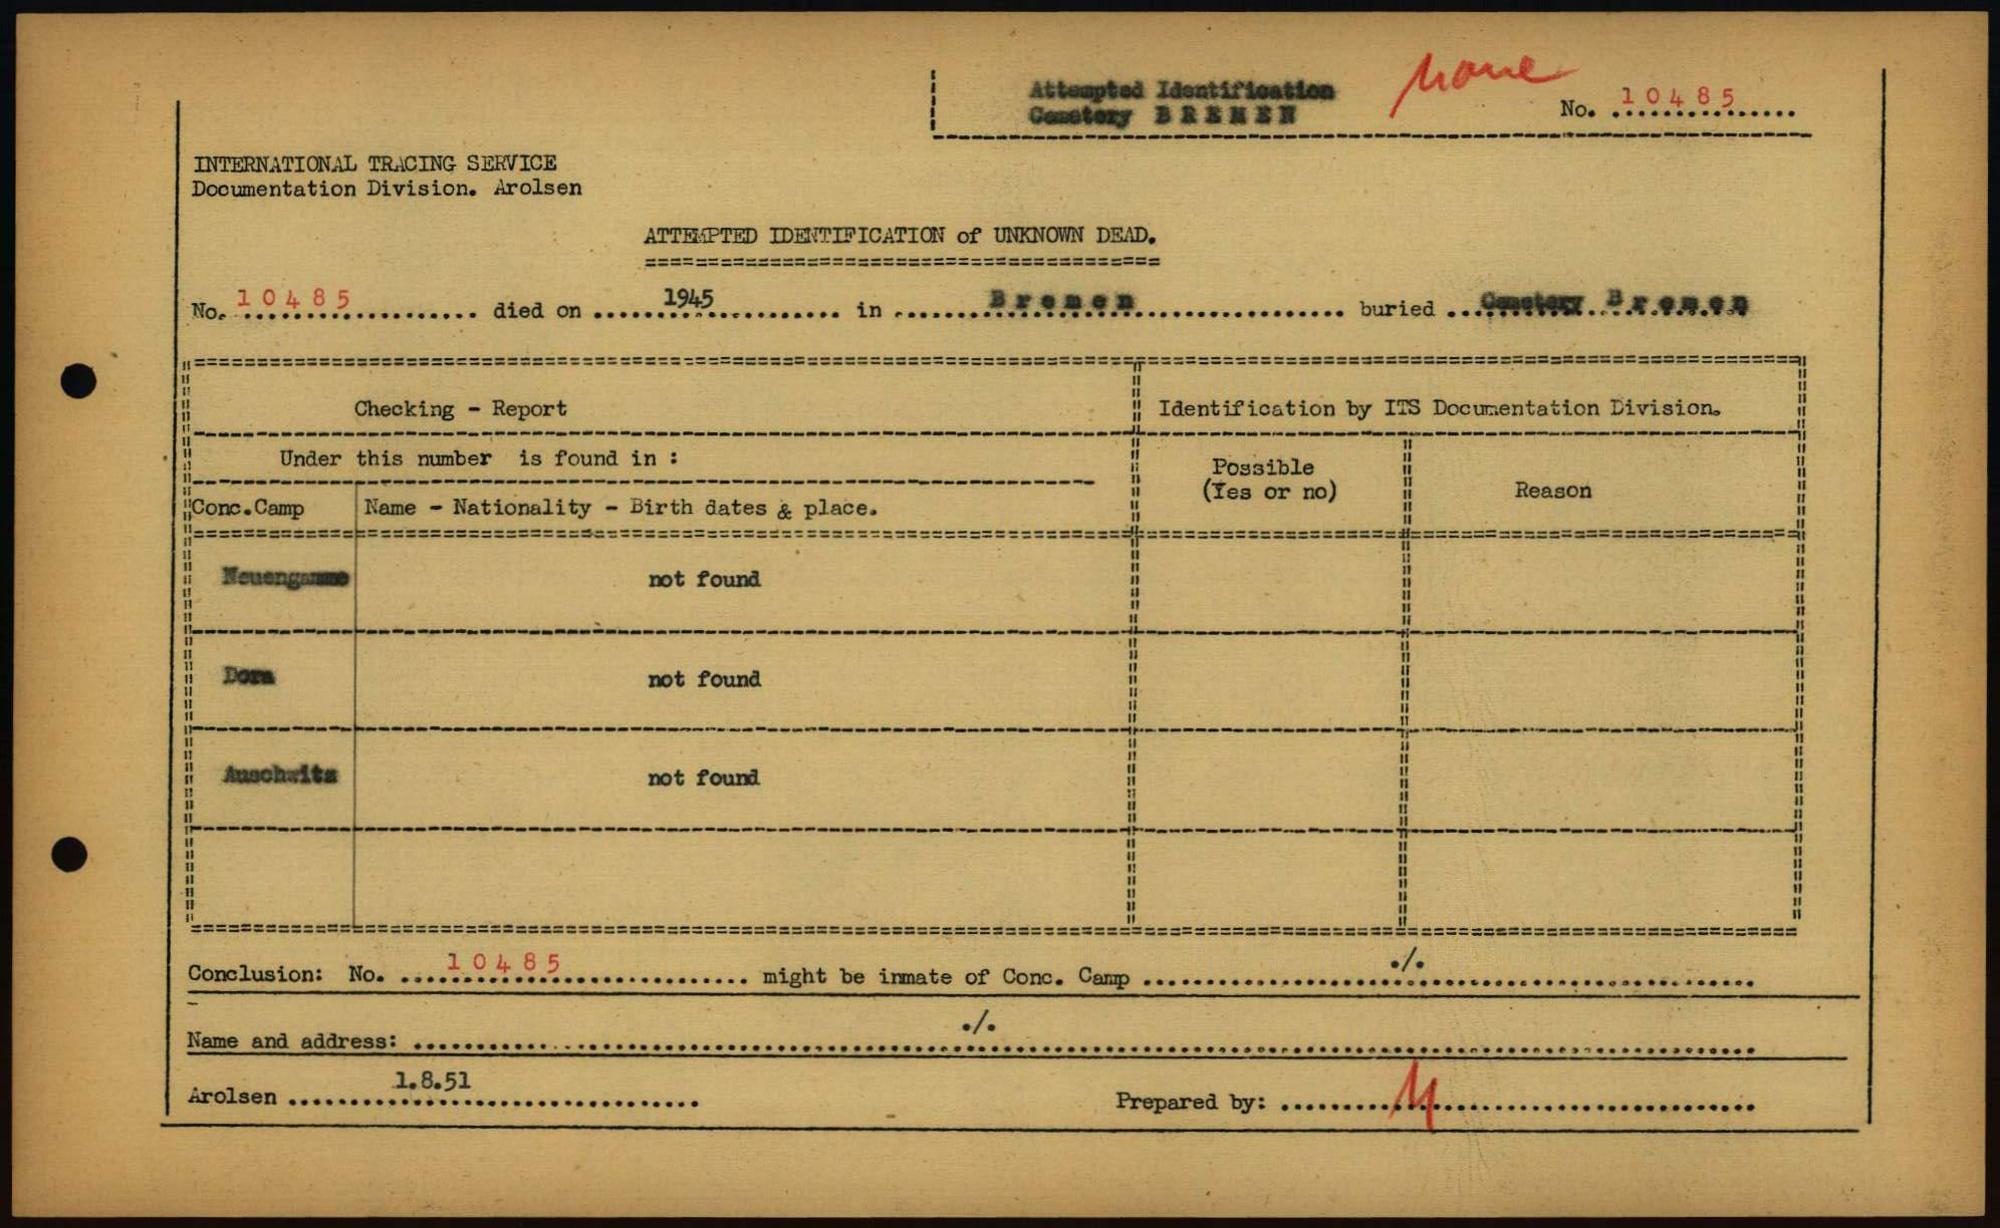 Attempted Identification
Cemetery BREMEN
none
No. 10485
INTERNATIONAL TRACING SERVICE
Documentation Division. Arolsen
ATTEMPTED IDENTIFICATION of UNKNOWN DEAD.
No. 10485 died on 1945 in Bremen buried Cemetery Bremen
Checking - Report
Identification by ITS Documentation Division.
Under this number is found in :
Possible
(Yes or no)
Reason
Conc.Camp Name - Nationality - Birth dates & place.
Neuengamme not found
Dora not found
Auschwitz not found
Conclusion: No. 10485 might be inmate of Conc. Camp ./.
Name and address: ./.
Arolsen 1.8.51 Prepared by: